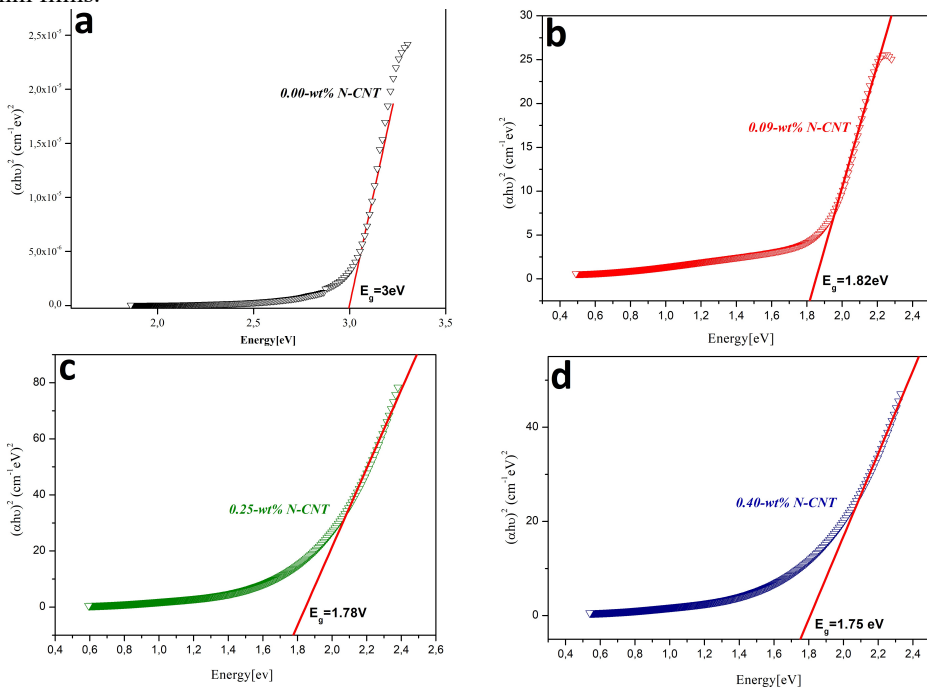 a
2,5x10⁻⁵
2,0x10⁻⁵
1,5x10⁻⁵
1,0x10⁻⁵
5,0x10⁻⁶
0,0
(αhυ)² (cm⁻¹ev)²
0.00-wt% N-CNT
E_g=3eV
2,0 2,5 3,0 3,5
Energy[eV]
b
30
25
20
15
10
5
0
(αhυ)² (cm⁻¹ev)²
0.09-wt% N-CNT
E_g=1.82eV
0,4 0,6 0,8 1,0 1,2 1,4 1,6 1,8 2,0 2,2 2,4
Energy[eV]
c
80
60
40
20
0
(αhυ)² (cm⁻¹eV)²
0.25-wt% N-CNT
E_g=1.78V
0,4 0,6 0,8 1,0 1,2 1,4 1,6 1,8 2,0 2,2 2,4 2,6
Energy[ev]
d
40
20
0
(αhυ)² (cm⁻¹eV)²
0.40-wt% N-CNT
E_g=1.75 eV
0,4 0,6 0,8 1,0 1,2 1,4 1,6 1,8 2,0 2,2 2,4
Energy[eV]